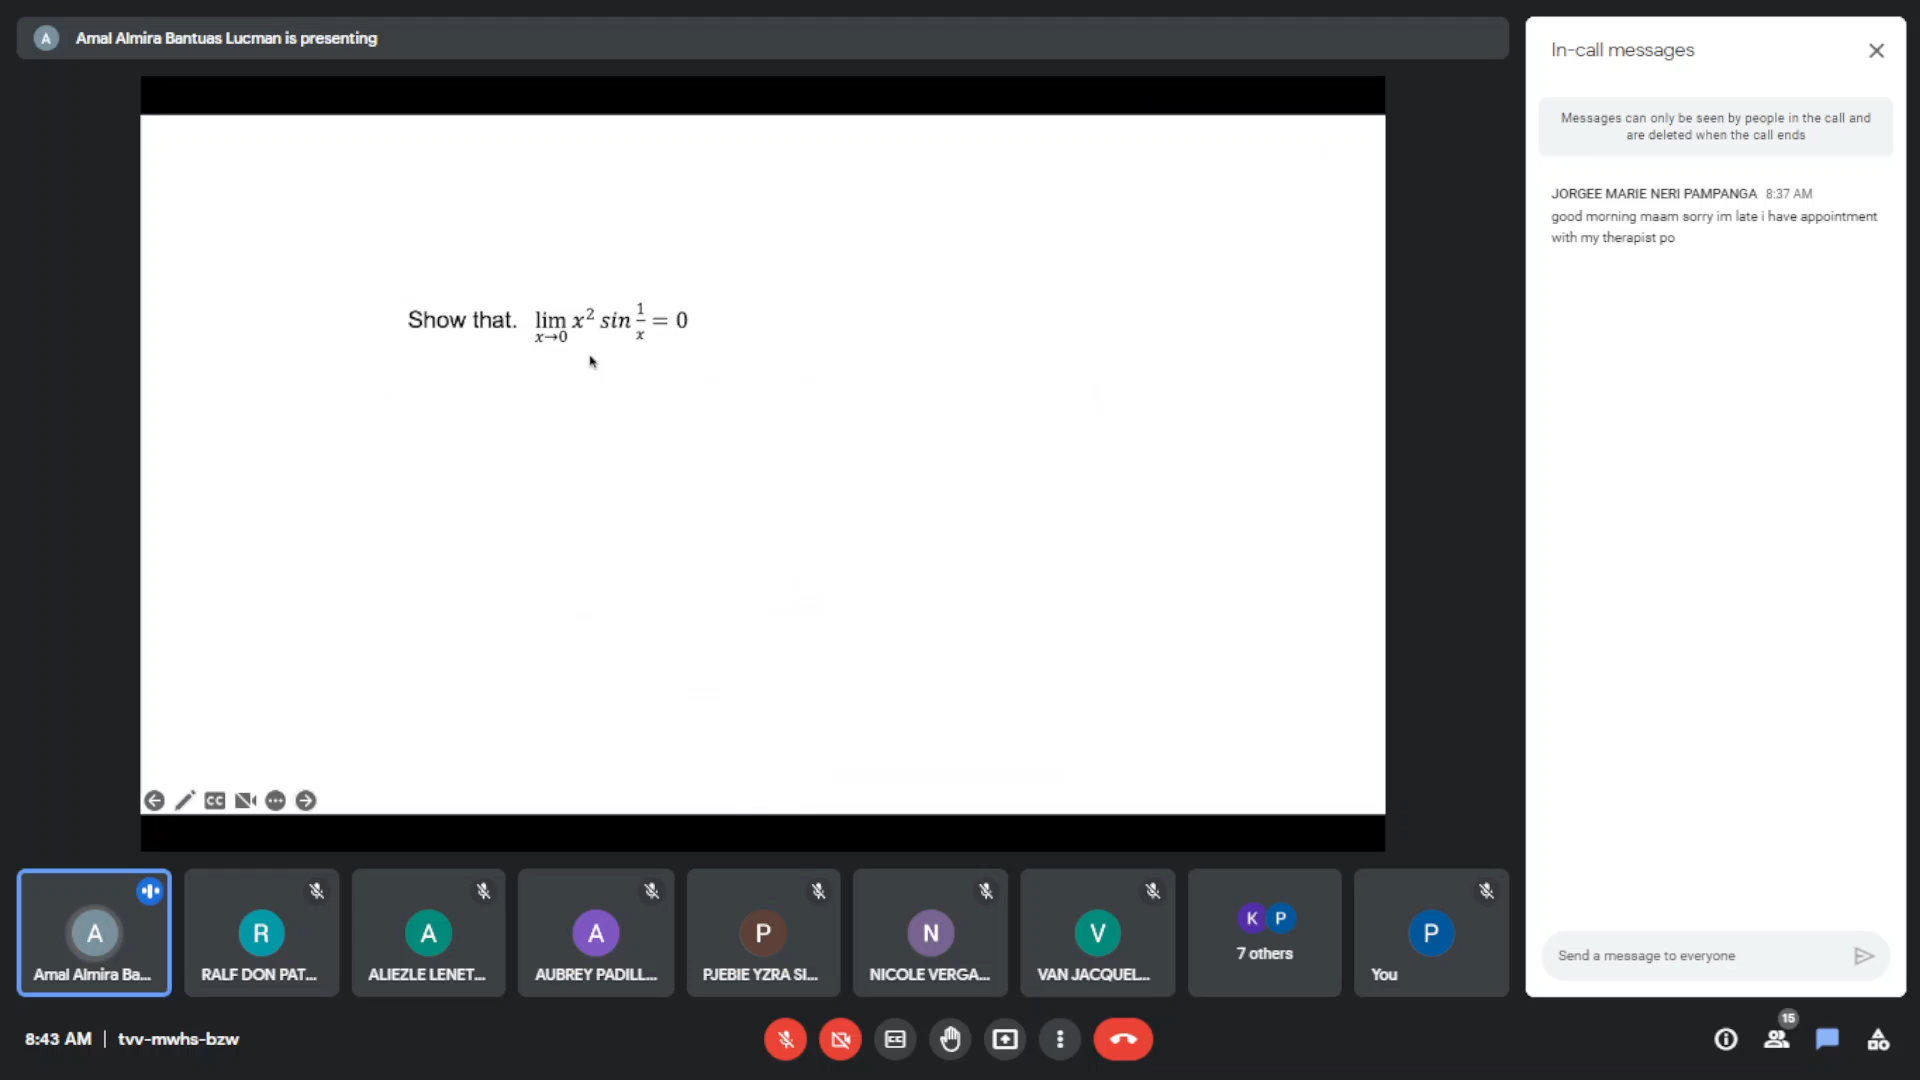 A
Amal Almira Bantuas Lucman is presenting
Show that. lim x→0 x² sin 1/x = 0
CC
In-call messages
Messages can only be seen by people in the call and
are deleted when the call ends
JORGEE MARIE NERI PAMPANGA 8:37 AM
good morning maam sorry im late i have appointment
with my therapist po
Send a message to everyone
A
Amal Almira Ba...
R
RALF DON PAT...
A
ALIEZLE LENET...
A
AUBREY PADILL...
P
PJEBIE YZRA SI...
N
NICOLE VERGA...
V
VAN JACQUEL...
K P
7 others
P
You
8:43 AM | tvv-mwhs-bzw
15